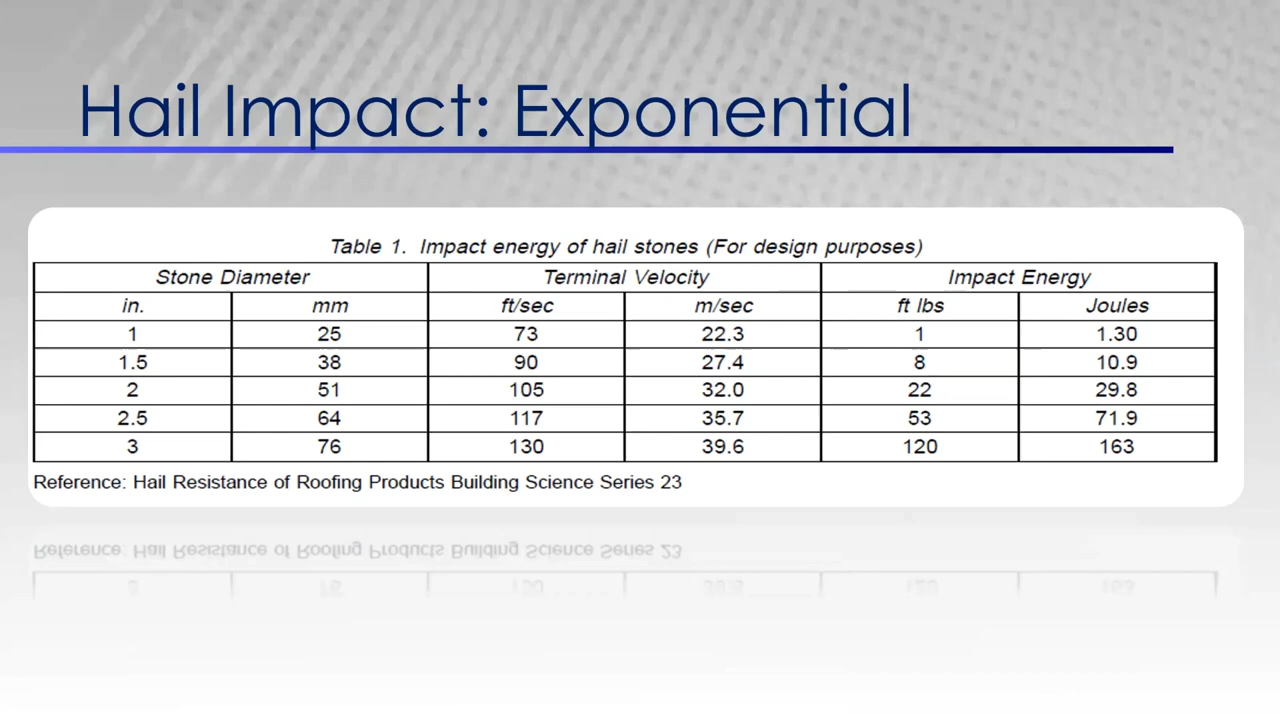 Hail Impact: Exponential
Table 1. Impact energy of hail stones (For design purposes)
Stone Diameter Terminal Velocity Impact Energy
in. mm ft/sec m/sec ft lbs Joules
1 25 73 22.3 1 1.30
1.5 38 90 27.4 8 10.9
2 51 105 32.0 22 29.8
2.5 64 117 35.7 53 71.9
3 76 130 39.6 120 163
Reference: Hail Resistance of Roofing Products Building Science Series 23